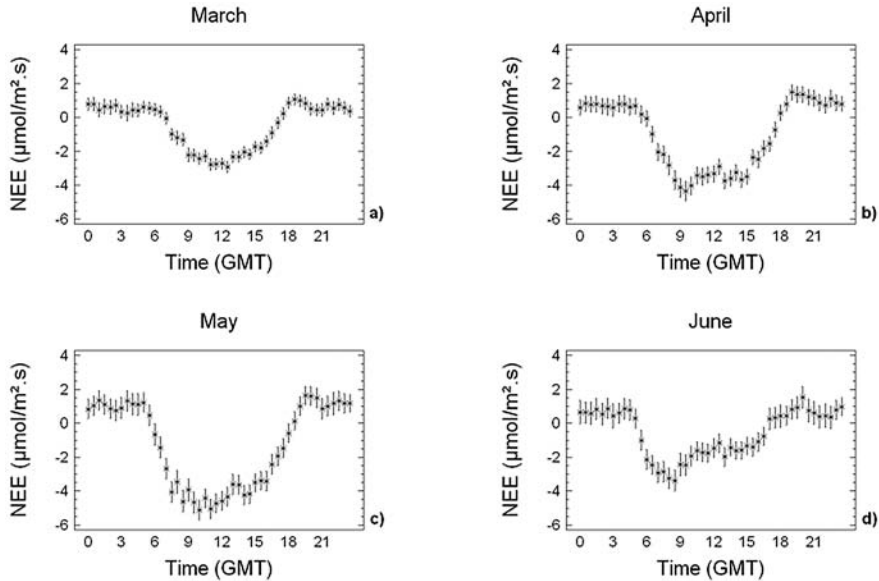 March
4
2
0
-2
-4
-6
NEE (μmol/m².s)
0 3 6 9 12 15 18 21
Time (GMT)
a)
April
4
2
0
-2
-4
-6
NEE (μmol/m².s)
0 3 6 9 12 15 18 21
Time (GMT)
b)
May
4
2
0
-2
-4
-6
NEE (μmol/m².s)
0 3 6 9 12 15 18 21
Time (GMT)
c)
June
4
2
0
-2
-4
-6
NEE (μmol/m².s)
0 3 6 9 12 15 18 21
Time (GMT)
d)